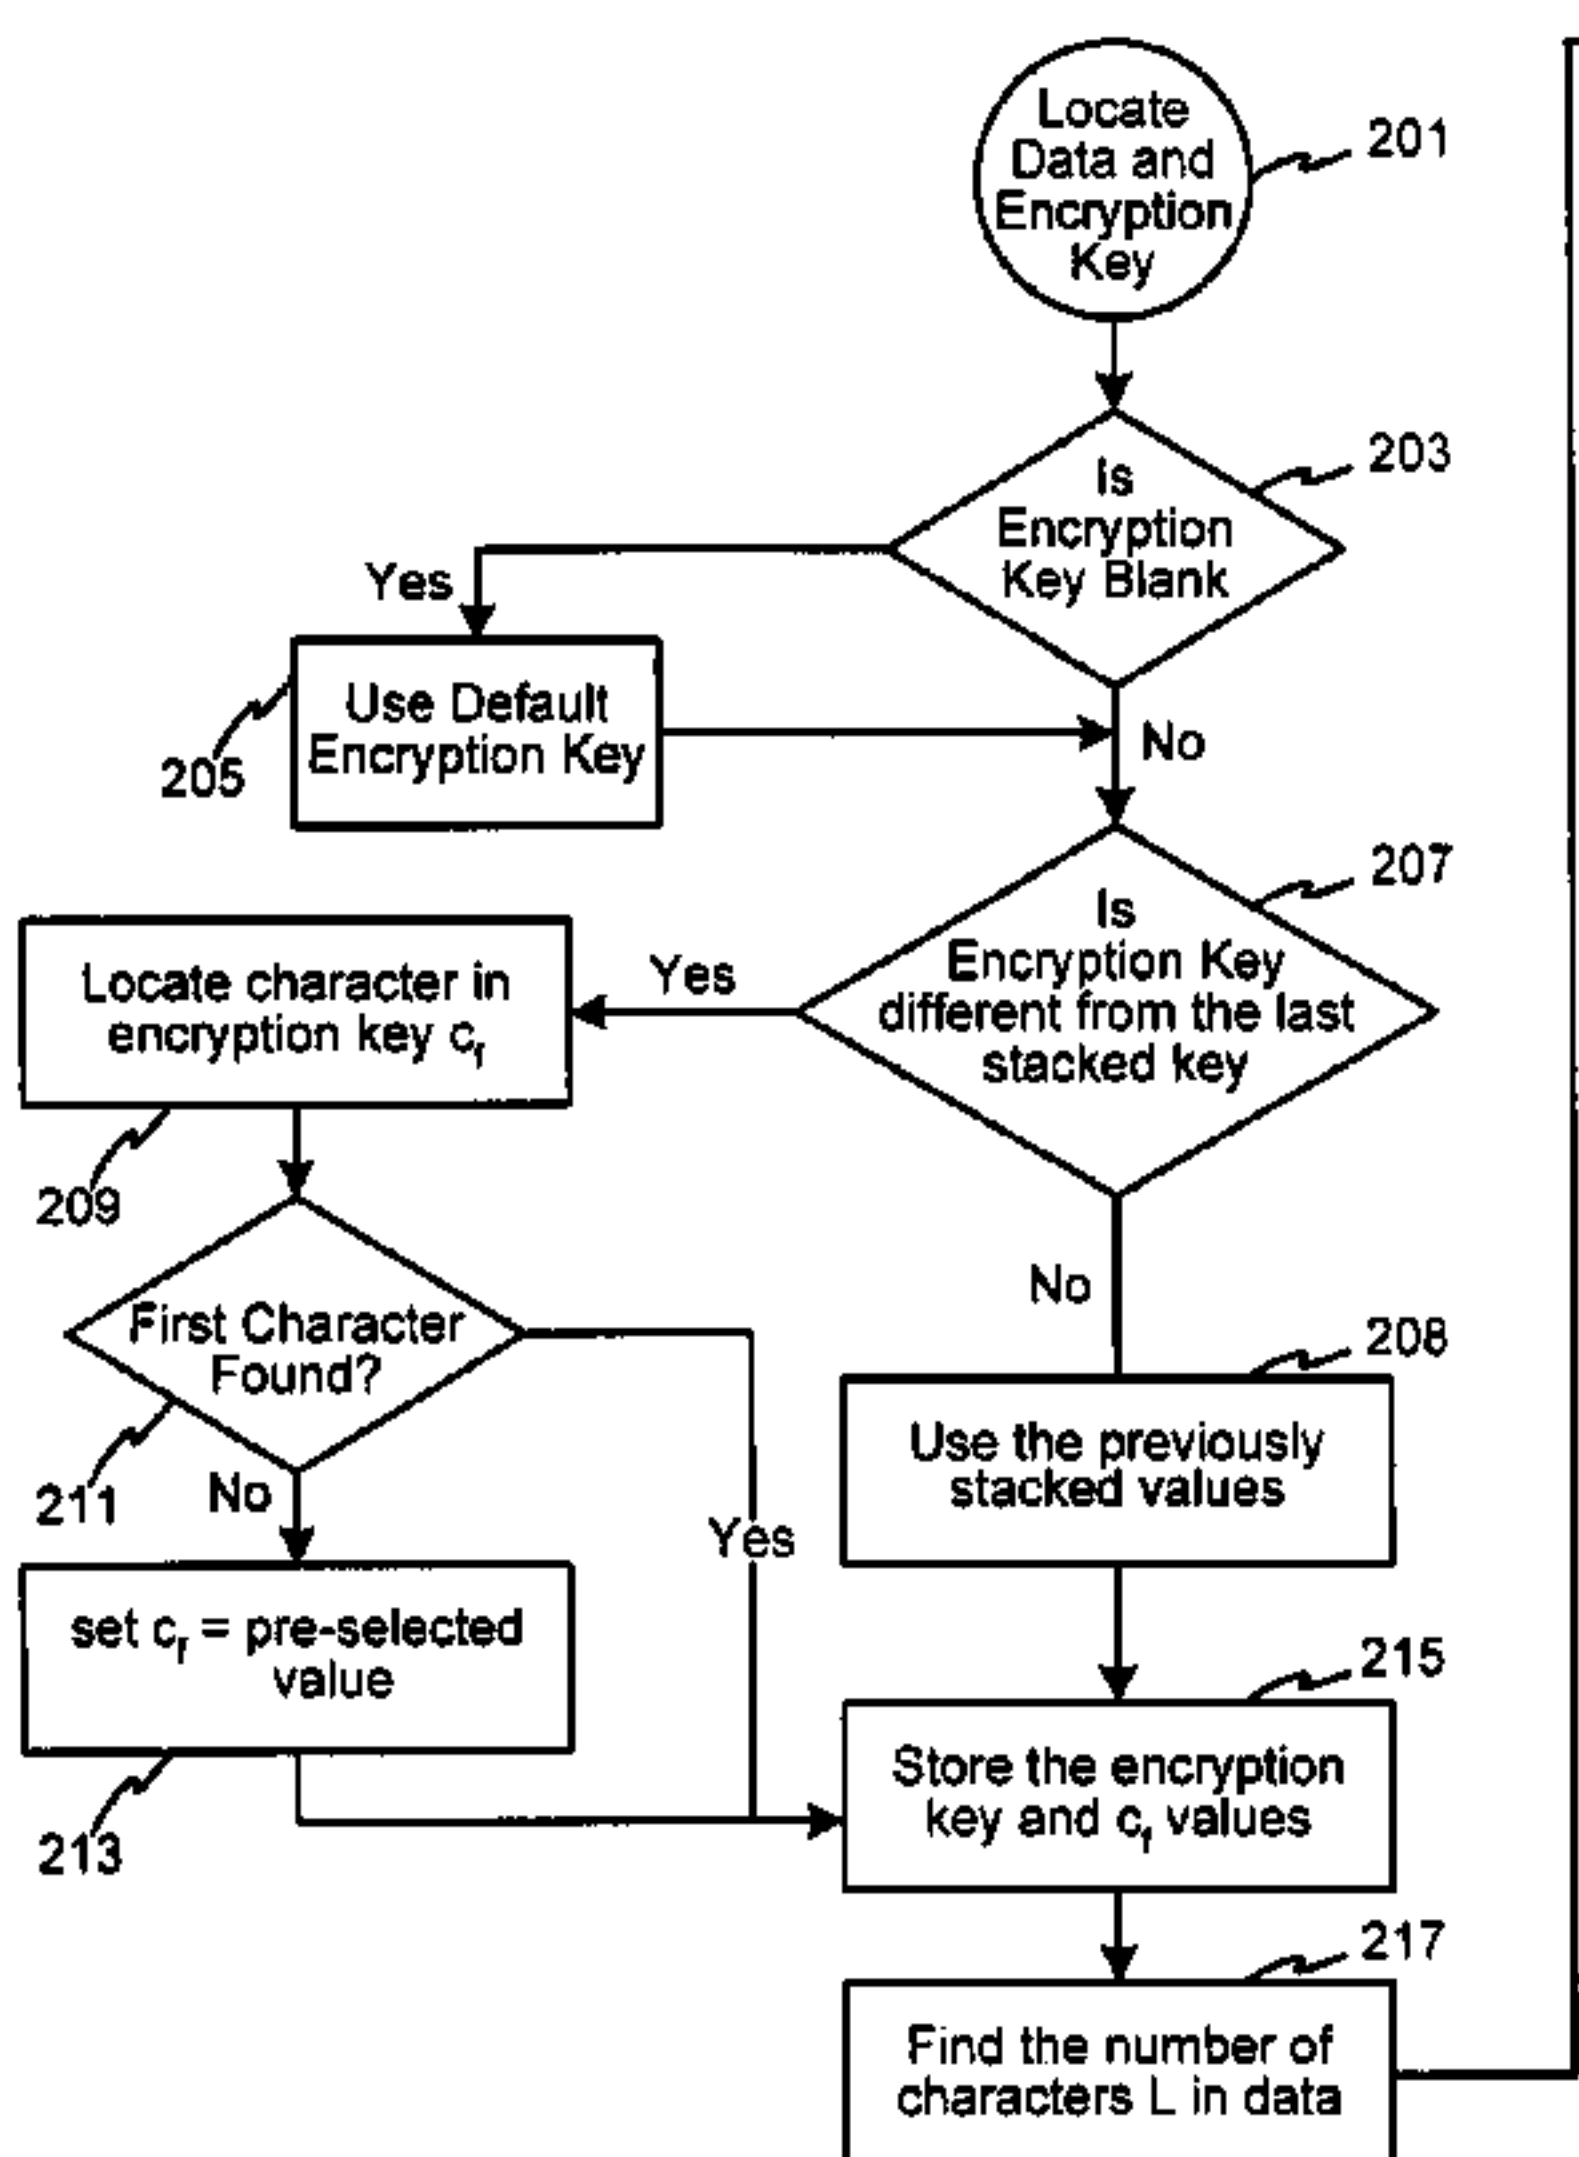 Locate
Data and
Encryption
Key
201
Is
Encryption
Key Blank
203
Yes
Use Default
Encryption Key
205
No
Is
Encryption Key
different from the last
stacked key
207
Yes
Locate character in
encryption key cf
209
First Character
Found?
211
No
Yes
set cf = pre-selected
value
213
No
208
Use the previously
stacked values
215
Store the encryption
key and cf values
217
Find the number of
characters L in data